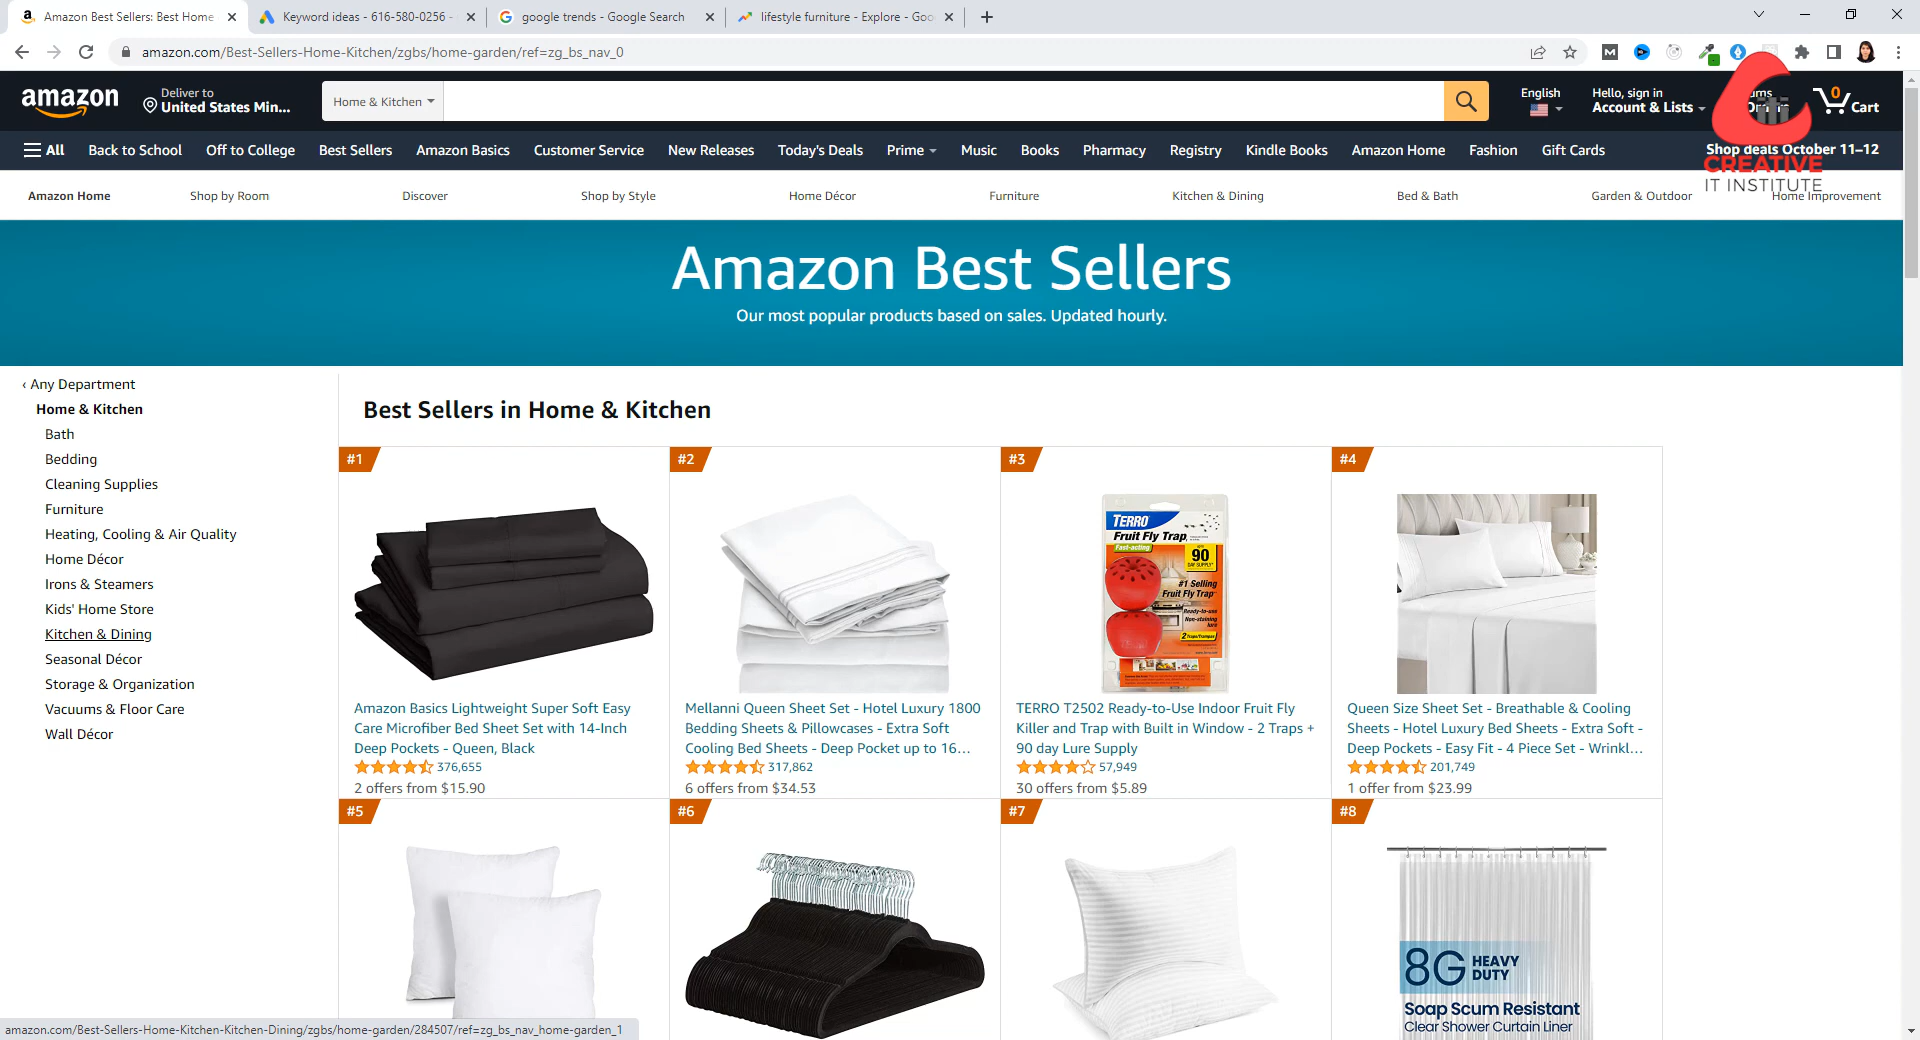 Amazon Best Sellers: Best Home
Keyword ideas - 616-580-0256 -
google trends - Google Search
lifestyle furniture - Explore - Goo
amazon.com/Best-Sellers-Home-Kitchen/zgbs/home-garden/ref=zg_bs_nav_0
amazon
Deliver to
United States Min...
Home & Kitchen
English
Hello, sign in
Account & Lists
0
Cart
All
Back to School
Off to College
Best Sellers
Amazon Basics
Customer Service
New Releases
Today's Deals
Prime
Music
Books
Pharmacy
Registry
Kindle Books
Amazon Home
Fashion
Gift Cards
Shop deals October 11–12
CREATIVE
IT INSTITUTE
Amazon Home
Shop by Room
Discover
Shop by Style
Home Décor
Furniture
Kitchen & Dining
Bed & Bath
Garden & Outdoor
Home Improvement
Amazon Best Sellers
Our most popular products based on sales. Updated hourly.
‹ Any Department
Home & Kitchen
Bath
Bedding
Cleaning Supplies
Furniture
Heating, Cooling & Air Quality
Home Décor
Irons & Steamers
Kids' Home Store
Kitchen & Dining
Seasonal Décor
Storage & Organization
Vacuums & Floor Care
Wall Décor
Best Sellers in Home & Kitchen
#1
Amazon Basics Lightweight Super Soft Easy
Care Microfiber Bed Sheet Set with 14-Inch
Deep Pockets - Queen, Black
376,655
2 offers from $15.90
#2
Mellanni Queen Sheet Set - Hotel Luxury 1800
Bedding Sheets & Pillowcases - Extra Soft
Cooling Bed Sheets - Deep Pocket up to 16...
317,862
6 offers from $34.53
#3
TERRO
Fruit Fly Trap
Fast-acting
90
DAY SUPPLY
#1 Selling
Fruit Fly Trap
Ready-to-use
Non-staining
lure
TERRO T2502 Ready-to-Use Indoor Fruit Fly
Killer and Trap with Built in Window - 2 Traps +
90 day Lure Supply
57,949
30 offers from $5.89
#4
Queen Size Sheet Set - Breathable & Cooling
Sheets - Hotel Luxury Bed Sheets - Extra Soft -
Deep Pockets - Easy Fit - 4 Piece Set - Wrinkl...
201,749
1 offer from $23.99
#5
#6
#7
#8
8G HEAVY
DUTY
Soap Scum Resistant
Clear Shower Curtain Liner
amazon.com/Best-Sellers-Home-Kitchen-Kitchen-Dining/zgbs/home-garden/284507/ref=zg_bs_nav_home-garden_1